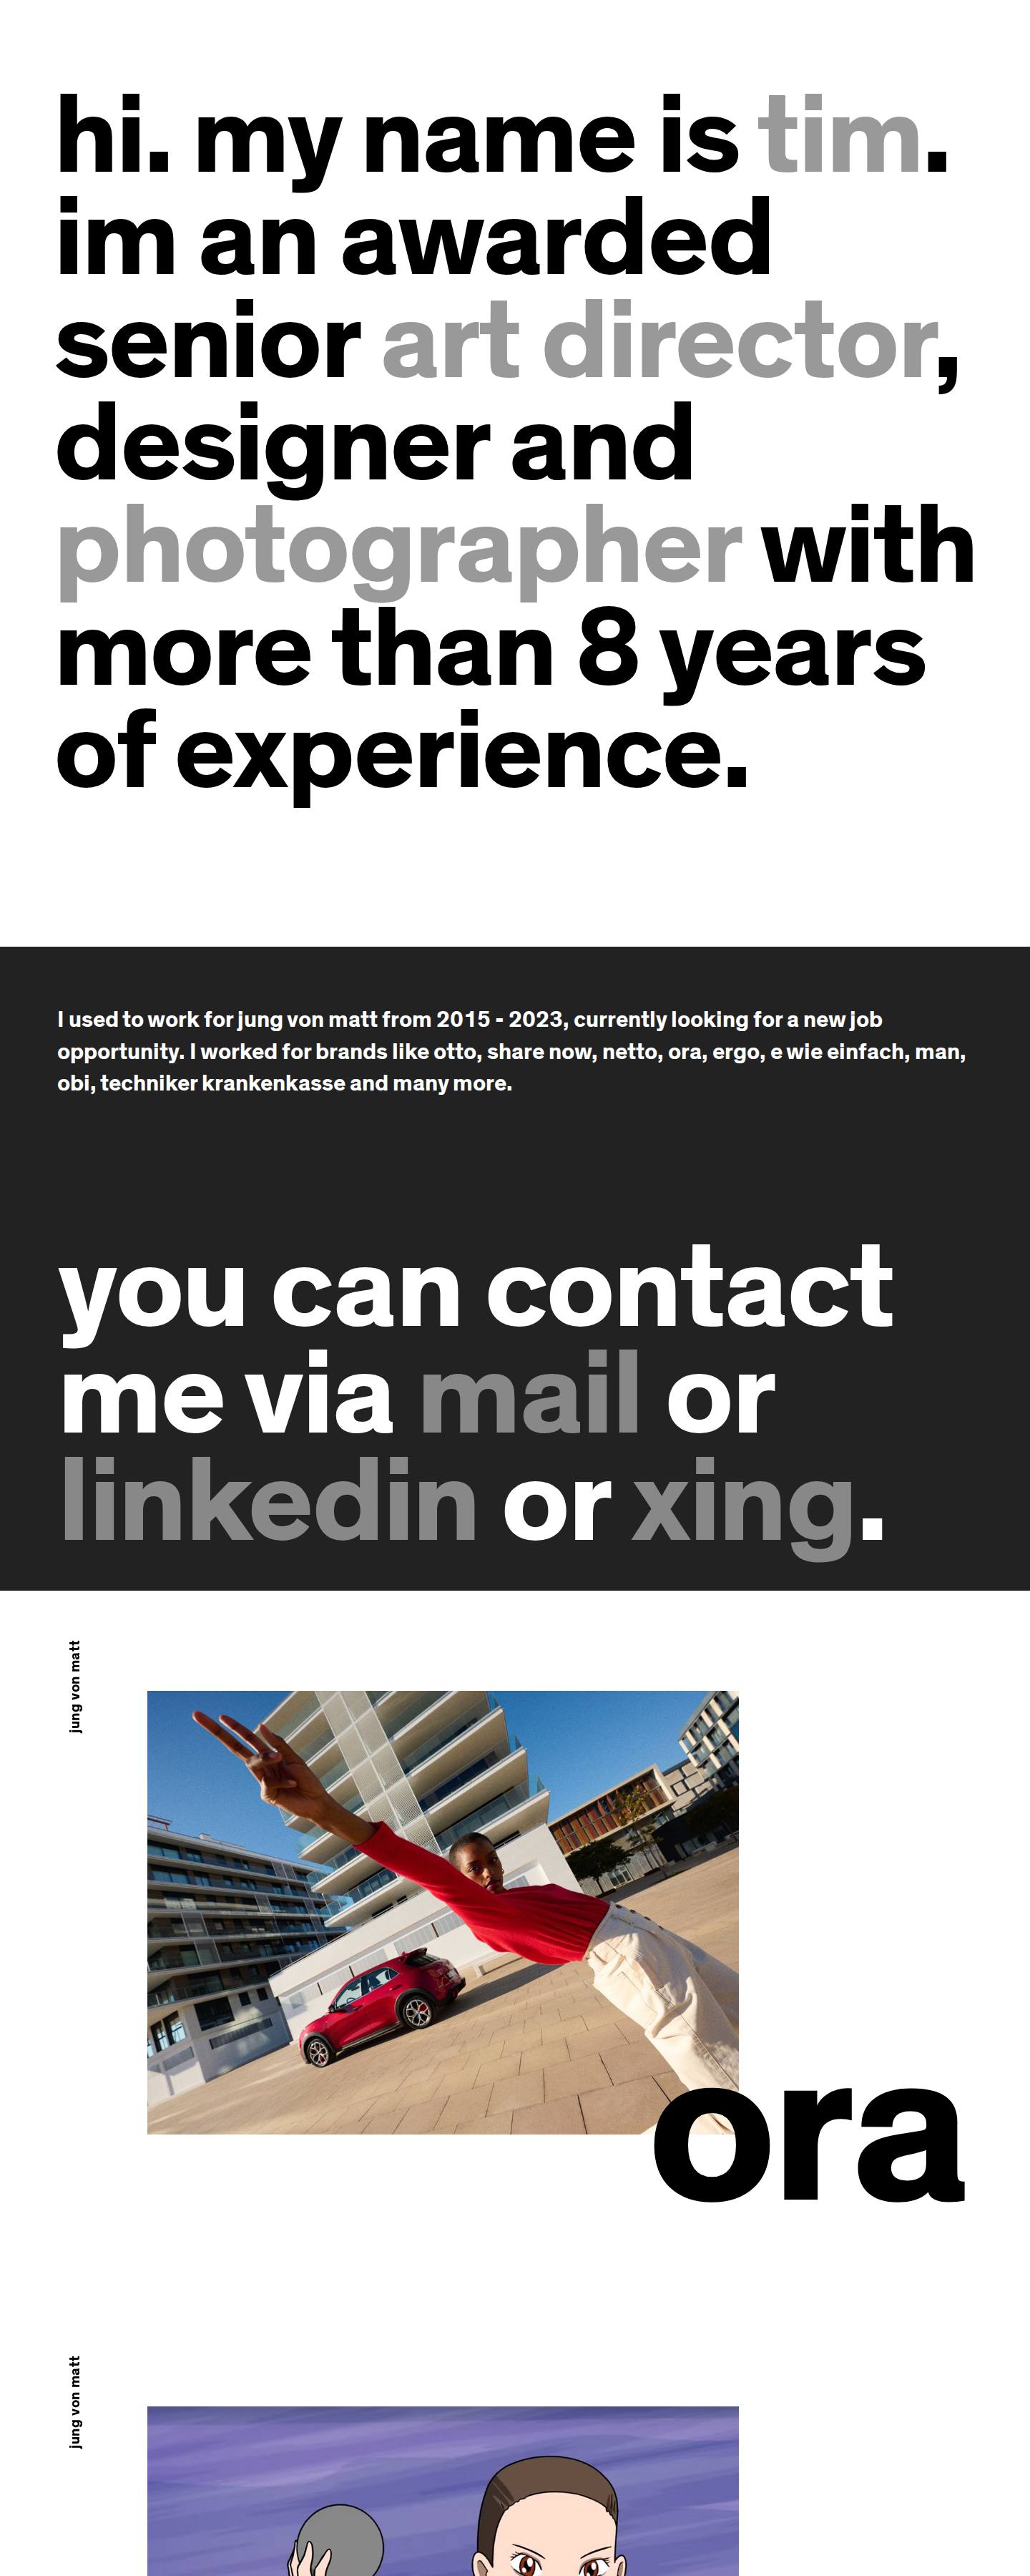 hi. my name is tim.
im an awarded
senior art director,
designer and
photographer with
more than 8 years
of experience.
I used to work for jung von matt from 2015 - 2023, currently looking for a new job
opportunity. I worked for brands like otto, share now, netto, ora, ergo, e wie einfach, man,
obi, techniker krankenkasse and many more.
you can contact
me via mail or
linkedin or xing.
jung von matt
ora
jung von matt